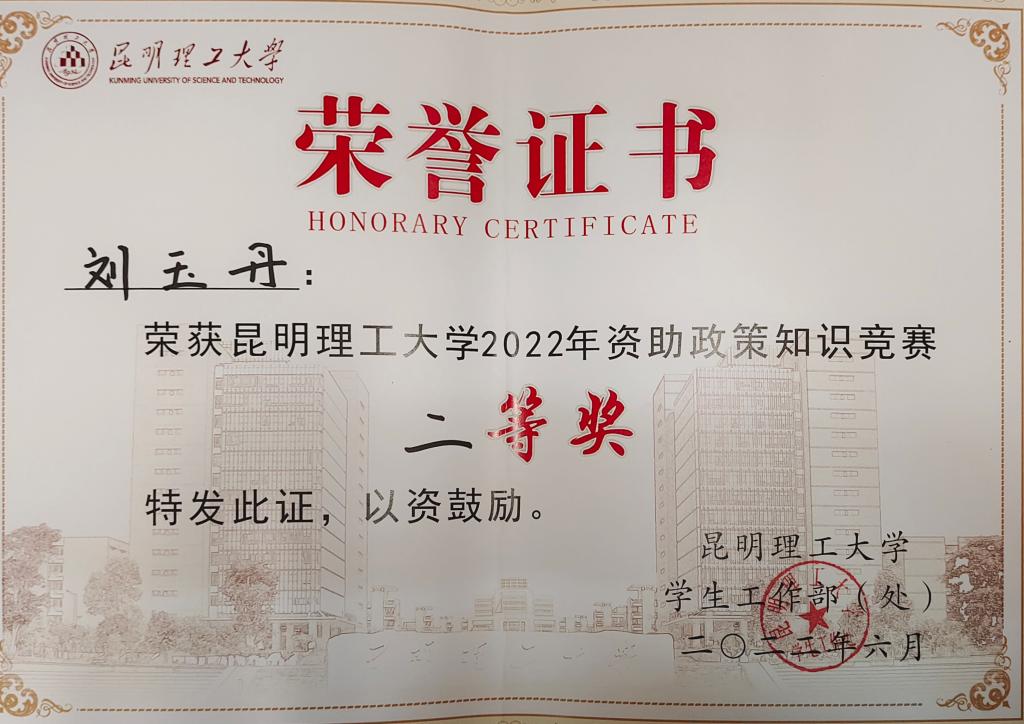 昆明理工大学
KUNMING UNIVERSITY OF SCIENCE AND TECHNOLOGY
荣誉证书
HONORARY CERTIFICATE
刘玉丹：
荣获昆明理工大学2022年资助政策知识竞赛
二等奖
特发此证，以资鼓励。
昆明理工大学
学生工作部（处）
二〇二二年六月